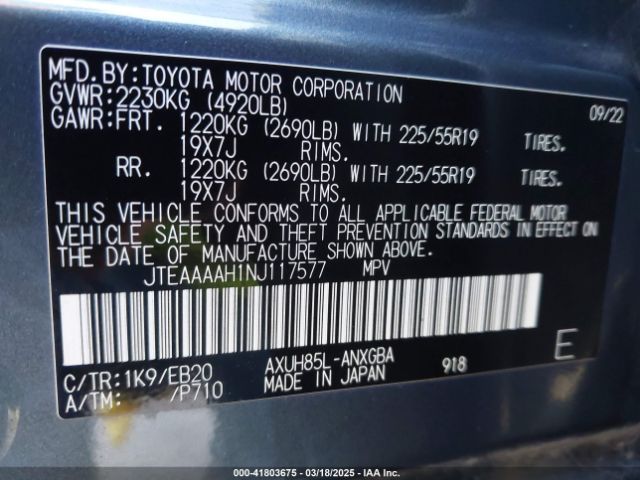 MFD.BY:TOYOTA MOTOR CORPORATION
GVWR:2230KG (4920LB) 09/22
GAWR:FRT. 1220KG (2690LB) WITH 225/55R19 TIRES.
19X7J RIMS.
RR. 1220KG (2690LB) WITH 225/55R19 TIRES.
19X7J RIMS.
THIS VEHICLE CONFORMS TO ALL APPLICABLE FEDERAL MOTOR
VEHICLE SAFETY AND THEFT PREVENTION STANDARDS IN EFFECT ON
THE DATE OF MANUFACTURE SHOWN ABOVE.
JTEAAAAH1NJ117577 MPV
C/TR:1K9/EB20 AXUH85L-ANXGBA 918 E
A/TM: /P710 MADE IN JAPAN
000-41803675 • 03/18/2025 • IAA Inc.